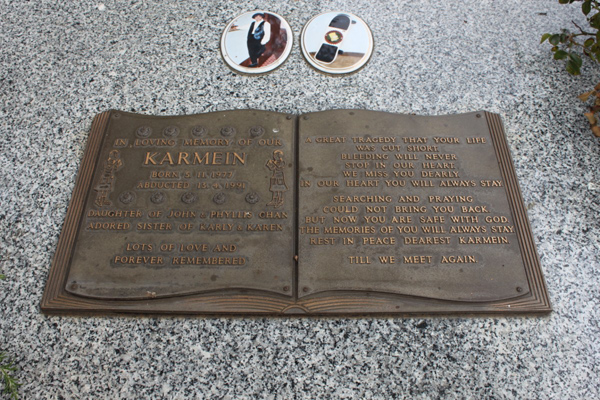 IN LOVING MEMORY OF OUR
KARMEIN
BORN 5.11.1977
ABDUCTED 13.4.1991
DAUGHTER OF JOHN & PHYLLIS CHAN
ADORED SISTER OF KARLY & KAREN
LOTS OF LOVE AND
FOREVER REMEMBERED
A GREAT TRAGEDY, THAT YOUR LIFE
WAS CUT SHORT.
BLEEDING WILL NEVER
STOP IN OUR HEART.
WE MISS YOU DEARLY.
IN OUR HEART YOU WILL ALWAYS STAY.
SEARCHING AND PRAYING
COULD NOT BRING YOU BACK.
BUT NOW YOU ARE SAFE WITH GOD.
THE MEMORIES OF YOU WILL ALWAYS STAY.
REST IN PEACE DEAREST KARMEIN.
TILL WE MEET AGAIN.